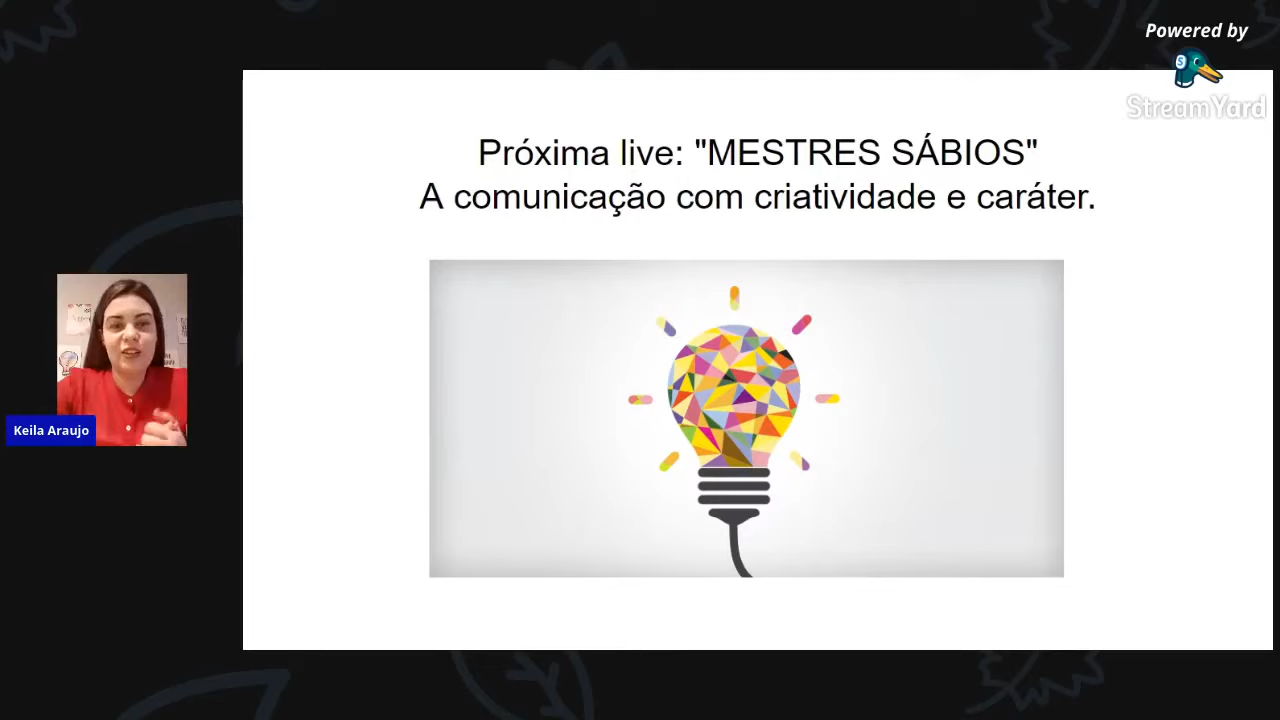 Powered by
StreamYard
Próxima live: "MESTRES SÁBIOS"
A comunicação com criatividade e caráter.
Keila Araujo